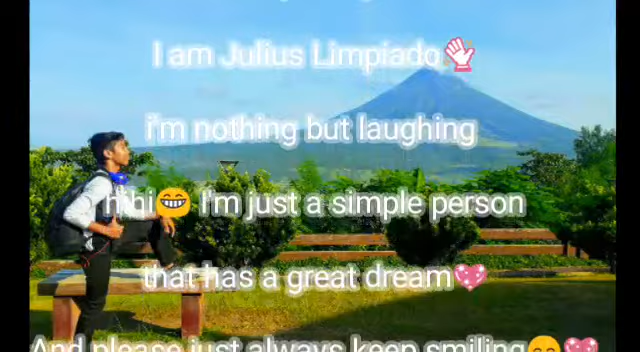 I am Julius Limpiado👋
i'm nothing but laughing
hihi😁 I'm just a simple person
that has a great dream💖
And please just always keep smiling😊💖